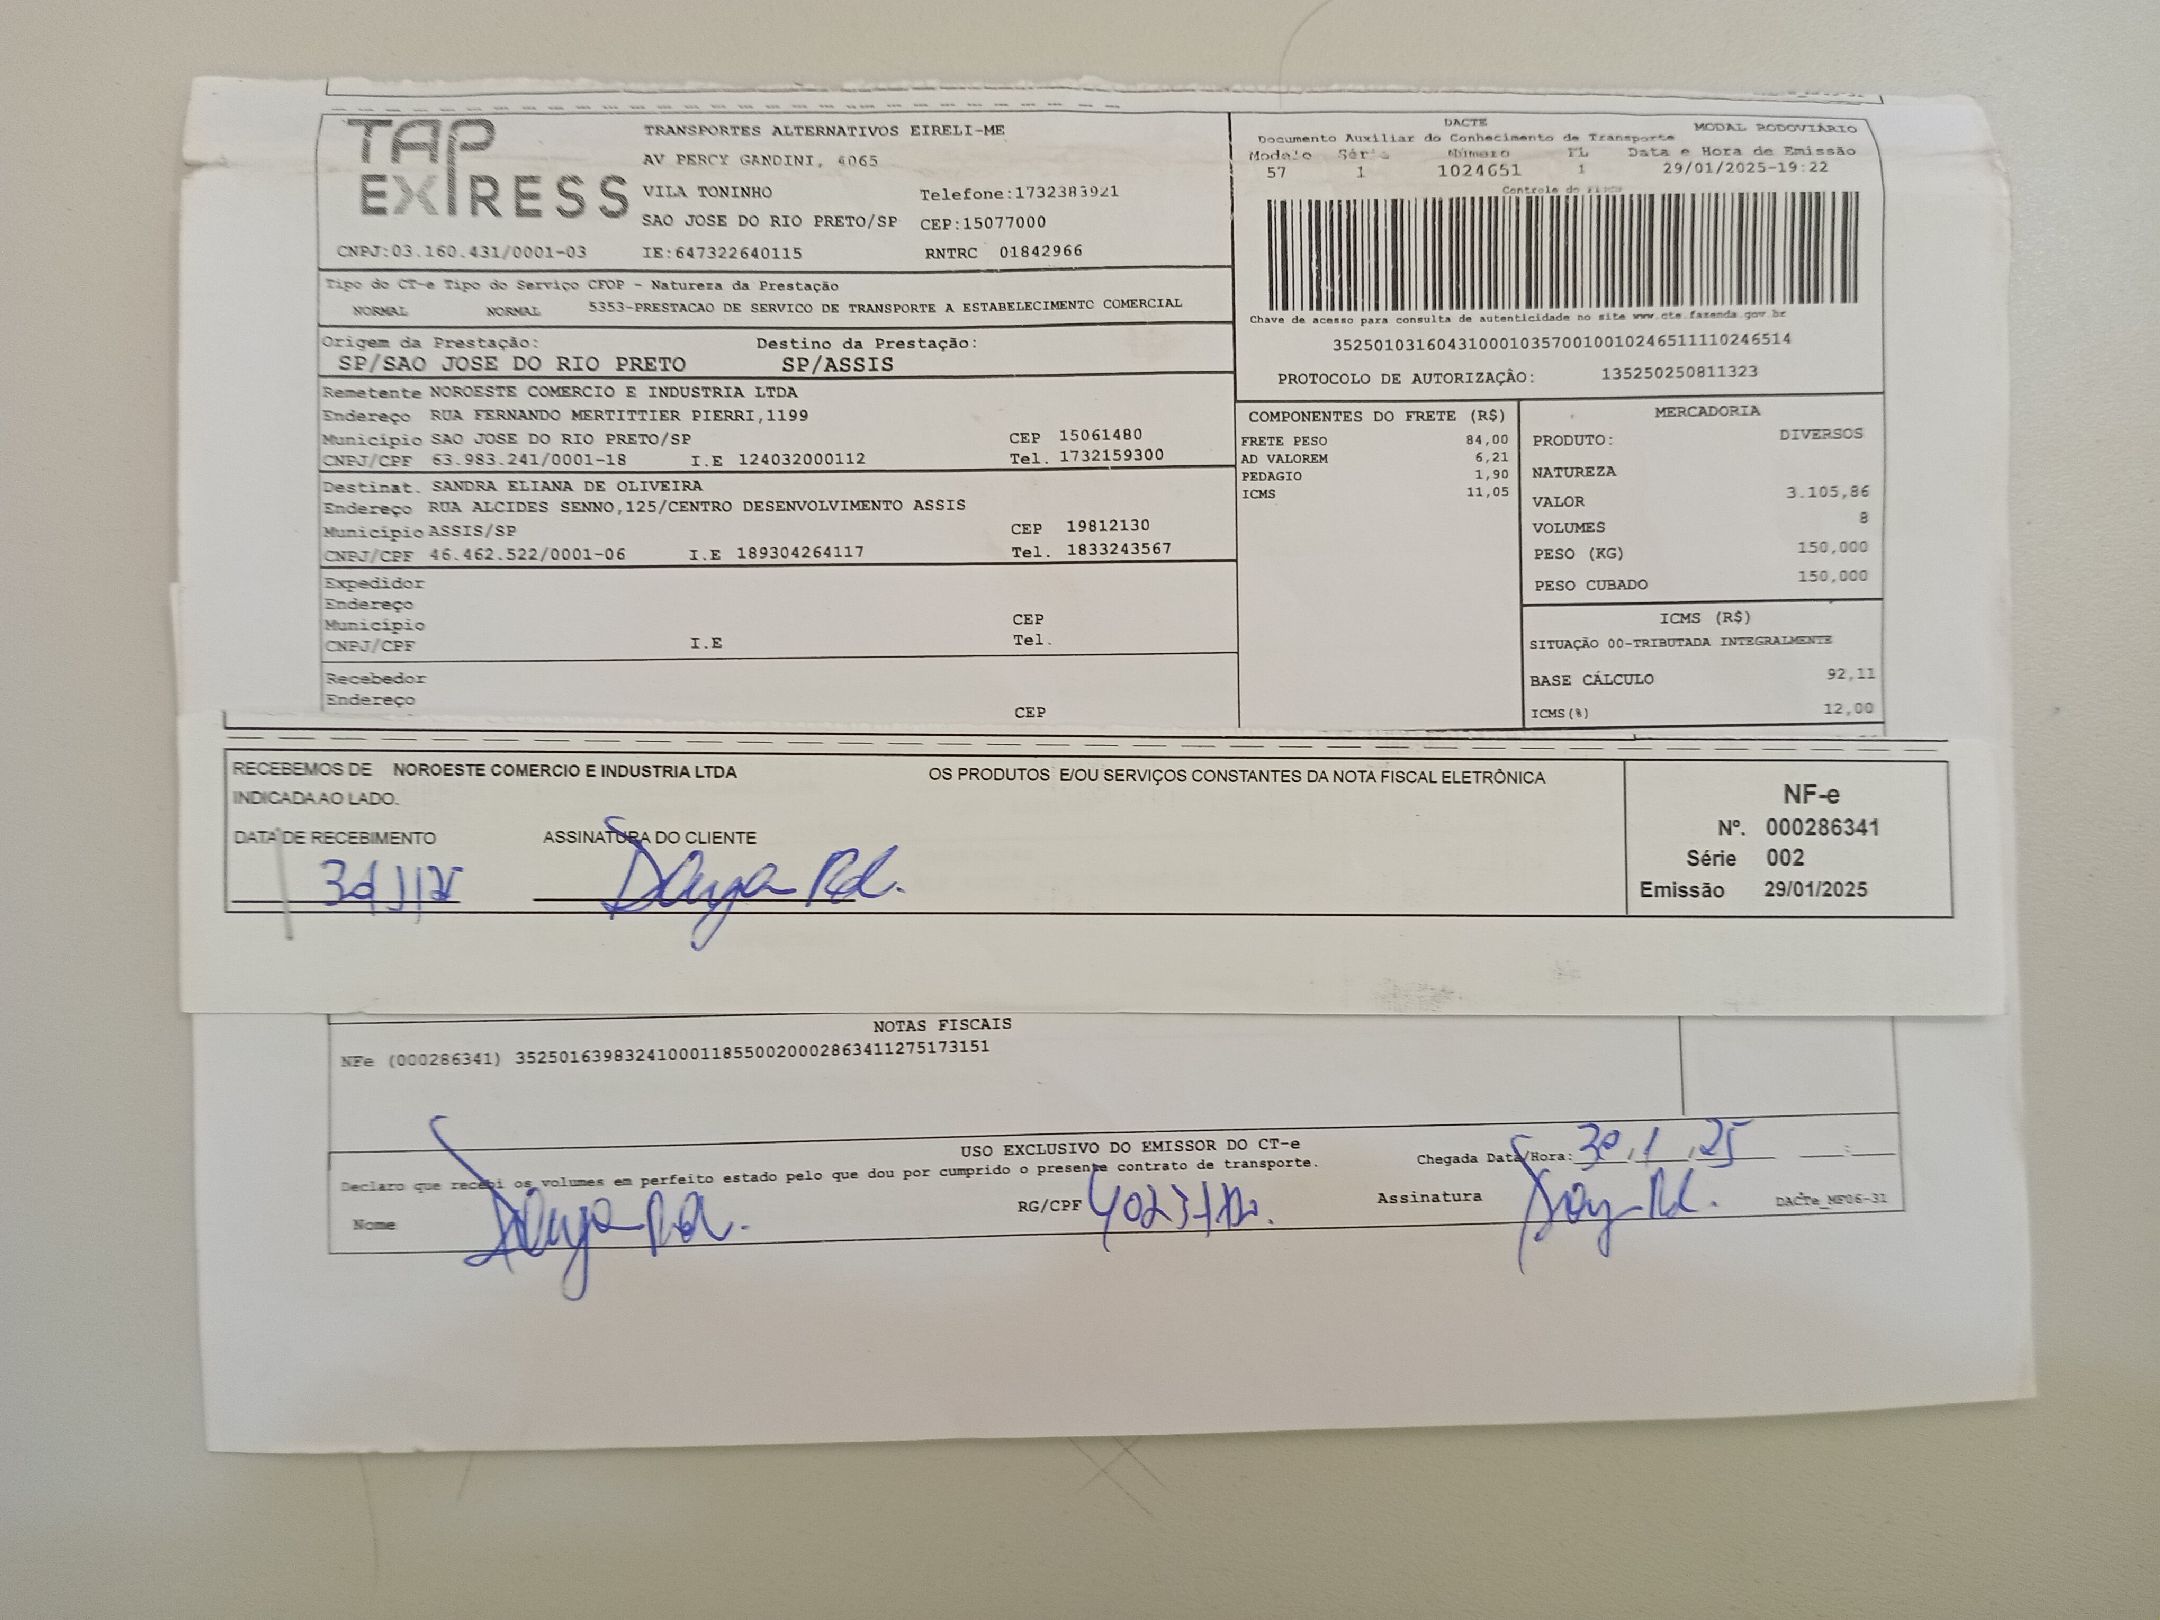 TAP EXPRESS
TRANSPORTES ALTERNATIVOS EIRELI-ME
AV PERCY GANDINI, 4065
VILA TONINHO Telefone:1732383921
SAO JOSE DO RIO PRETO/SP CEP:15077000
CNPJ:03.160.431/0001-03 IE:647322640115 RNTRC 01842966
DACTE
Documento Auxiliar do Conhecimento de Transporte MODAL RODOVIÁRIO
Modelo Série Número FL Data e Hora de Emissão
57 1 1024651 1 29/01/2025-19:22
Controle do Fisco
Chave de acesso para consulta de autenticidade no site www.cte.fazenda.gov.br
35250103160431000103570010010246511110246514
PROTOCOLO DE AUTORIZAÇÂO: 135250250811323
Tipo do CT-e Tipo do Serviço CFOP - Natureza da Prestação
NORMAL NORMAL 5353-PRESTACAO DE SERVICO DE TRANSPORTE A ESTABELECIMENTO COMERCIAL
Origem da Prestação: Destino da Prestação:
SP/SAO JOSE DO RIO PRETO SP/ASSIS
Remetente NOROESTE COMERCIO E INDUSTRIA LTDA
Endereço RUA FERNANDO MERTITTIER PIERRI,1199
Município SAO JOSE DO RIO PRETO/SP CEP 15061480
CNPJ/CPF 63.983.241/0001-18 I.E 124032000112 Tel. 1732159300
Destinat. SANDRA ELIANA DE OLIVEIRA
Endereço RUA ALCIDES SENNO,125/CENTRO DESENVOLVIMENTO ASSIS
Município ASSIS/SP CEP 19812130
CNPJ/CPF 46.462.522/0001-06 I.E 189304264117 Tel. 1833243567
Expedidor
Endereço
Município CEP
CNPJ/CPF I.E Tel.
Recebedor
Endereço
CEP
COMPONENTES DO FRETE (R$)
FRETE PESO 84,00
AD VALOREM 6,21
PEDAGIO 1,90
ICMS 11,05
MERCADORIA
PRODUTO: DIVERSOS
NATUREZA
VALOR 3.105,86
VOLUMES 8
PESO (KG) 150,000
PESO CUBADO 150,000
ICMS (R$)
SITUAÇÃO 00-TRIBUTADA INTEGRALMENTE
BASE CÁLCULO 92,11
ICMS(%) 12,00
RECEBEMOS DE NOROESTE COMERCIO E INDUSTRIA LTDA OS PRODUTOS E/OU SERVIÇOS CONSTANTES DA NOTA FISCAL ELETRÔNICA
INDICADA AO LADO.
DATA DE RECEBIMENTO ASSINATURA DO CLIENTE
NF-e
Nº. 000286341
Série 002
Emissão 29/01/2025
NOTAS FISCAIS
NFe (000286341) 35250163983241000118550020002863411275173151
USO EXCLUSIVO DO EMISSOR DO CT-e
Declaro que recebi os volumes em perfeito estado pelo que dou por cumprido o presente contrato de transporte.
Chegada Data/Hora: 30,1,25
Nome RG/CPF Assinatura DACTe_MF06-31